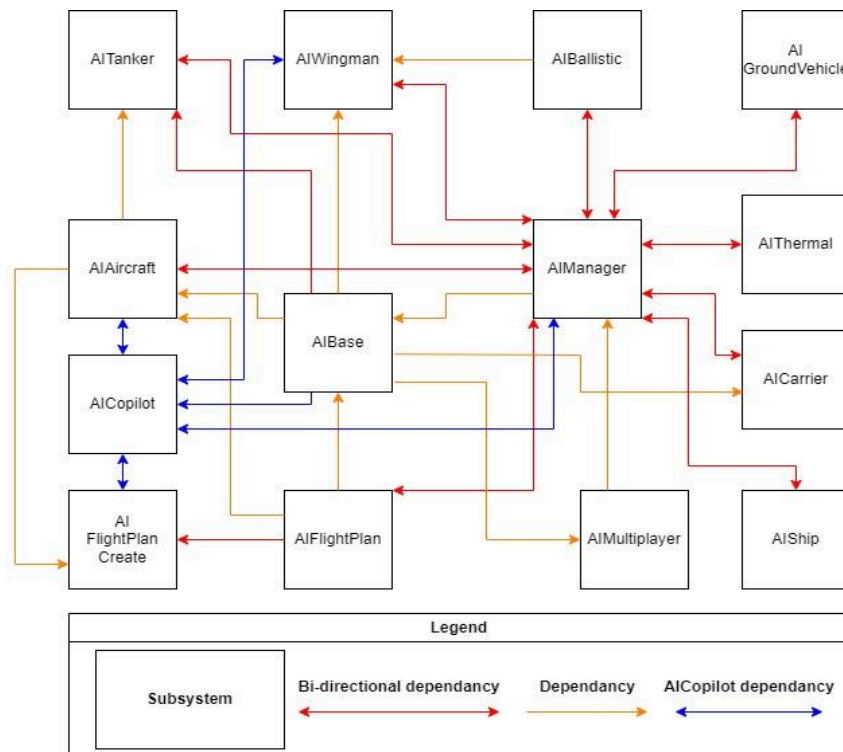 AITanker
AIWingman
AIBallistic
AI
GroundVehicle
AIAircraft
AIManager
AIThermal
AIBase
AICopilot
AICarrier
AI
FlightPlan
Create
AIFlightPlan
AIMultiplayer
AIShip
Legend
Subsystem
Bi-directional dependancy
Dependancy
AICopilot dependancy